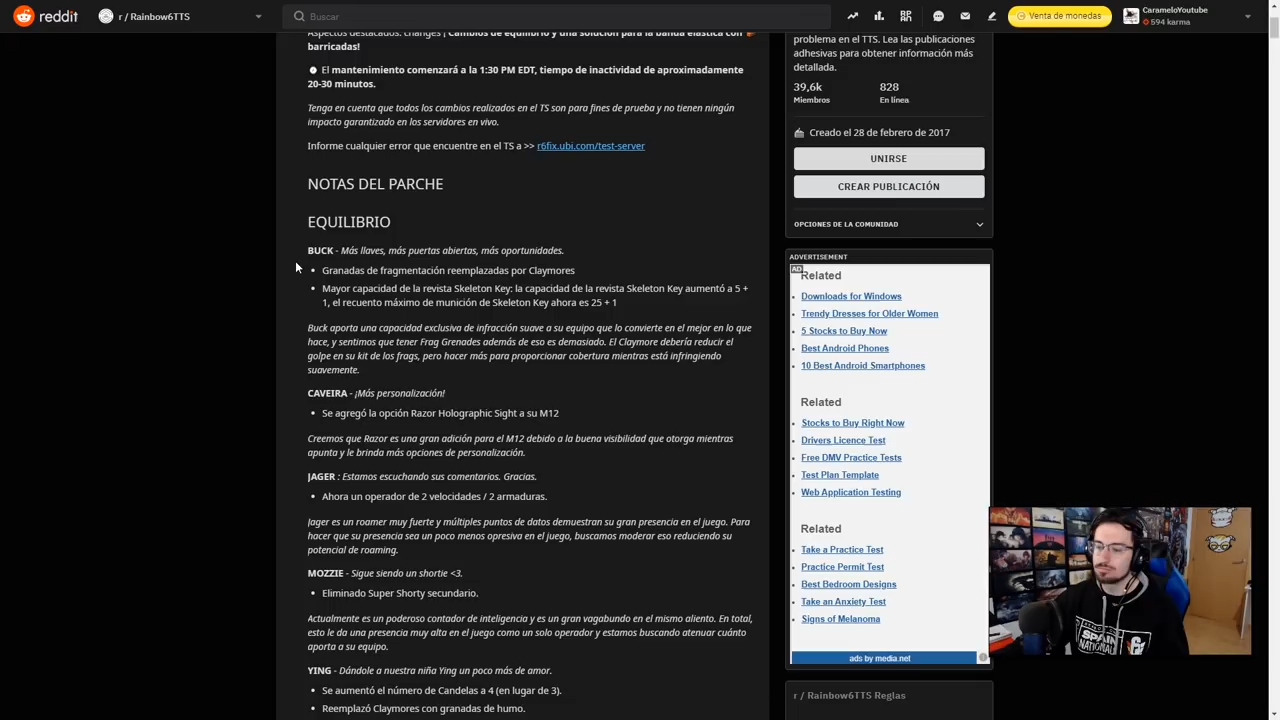 reddit
r / Rainbow6TTS
Buscar
Venta de monedas
CarameloYoutube
594 karma
Aspectos destacados: changes ¡ Cambios de equilibrio y una solución para la banda elástica con
barricadas!
El mantenimiento comenzará a la 1:30 PM EDT, tiempo de inactividad de aproximadamente
20-30 minutos.
Tenga en cuenta que todos los cambios realizados en el TS son para fines de prueba y no tienen ningún
impacto garantizado en los servidores en vivo.
Informe cualquier error que encuentre en el TS a >> r6fix.ubi.com/test-server
NOTAS DEL PARCHE
EQUILIBRIO
BUCK - Más llaves, más puertas abiertas, más oportunidades.
• Granadas de fragmentación reemplazadas por Claymores
• Mayor capacidad de la revista Skeleton Key: la capacidad de la revista Skeleton Key aumentó a 5 +
1, el recuento máximo de munición de Skeleton Key ahora es 25 + 1
Buck aporta una capacidad exclusiva de infracción suave a su equipo que lo convierte en el mejor en lo que
hace, y sentimos que tener Frag Grenades además de eso es demasiado. El Claymore debería reducir el
golpe en su kit de los frags, pero hacer más para proporcionar cobertura mientras está infringiendo
suavemente.
CAVEIRA - ¡Más personalización!
• Se agregó la opción Razor Holographic Sight a su M12
Creemos que Razor es una gran adición para el M12 debido a la buena visibilidad que otorga mientras
apunta y le brinda más opciones de personalización.
JAGER : Estamos escuchando sus comentarios. Gracias.
• Ahora un operador de 2 velocidades / 2 armaduras.
Jager es un roamer muy fuerte y múltiples puntos de datos demuestran su gran presencia en el juego. Para
hacer que su presencia sea un poco menos opresiva en el juego, buscamos moderar eso reduciendo su
potencial de roaming.
MOZZIE - Sigue siendo un shortie <3.
• Eliminado Super Shorty secundario.
Actualmente es un poderoso contador de inteligencia y es un gran vagabundo en el mismo aliento. En total,
esto le da una presencia muy alta en el juego como un solo operador y estamos buscando atenuar cuánto
aporta a su equipo.
YING - Dándole a nuestra niña Ying un poco más de amor.
• Se aumentó el número de Candelas a 4 (en lugar de 3).
• Reemplazó Claymores con granadas de humo.
problema en el TTS. Lea las publicaciones
adhesivas para obtener información más
detallada.
39,6k 828
Miembros En línea
Creado el 28 de febrero de 2017
UNIRSE
CREAR PUBLICACIÓN
OPCIONES DE LA COMUNIDAD
ADVERTISEMENT
AD
Related
• Downloads for Windows
• Trendy Dresses for Older Women
• 5 Stocks to Buy Now
• Best Android Phones
• 10 Best Android Smartphones
Related
• Stocks to Buy Right Now
• Drivers Licence Test
• Free DMV Practice Tests
• Test Plan Template
• Web Application Testing
Related
• Take a Practice Test
• Practice Permit Test
• Best Bedroom Designs
• Take an Anxiety Test
• Signs of Melanoma
ads by media.net
r / Rainbow6TTS Reglas
SPAIN
NATIONAL